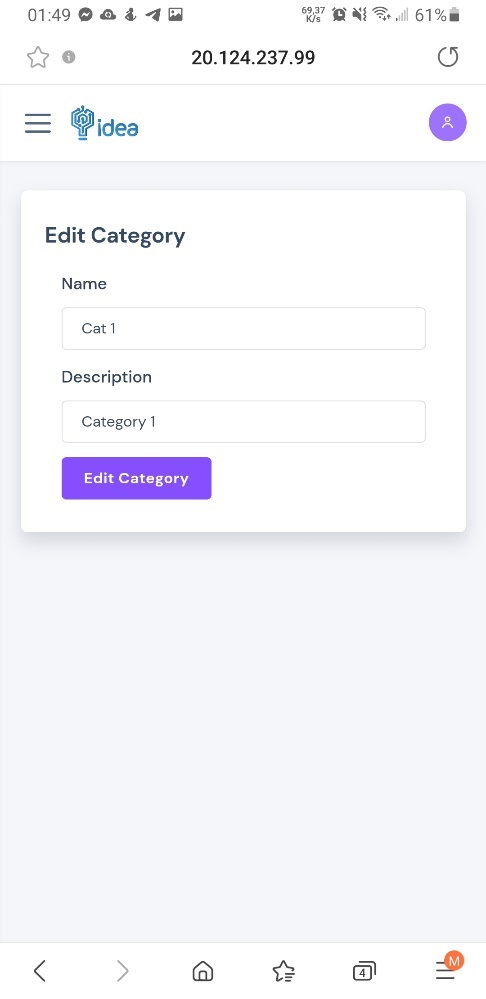 01:49
69,37
K/s
61%
20.124.237.99
idea
Edit Category
Name
Cat 1
Description
Category 1
Edit Category
4
M